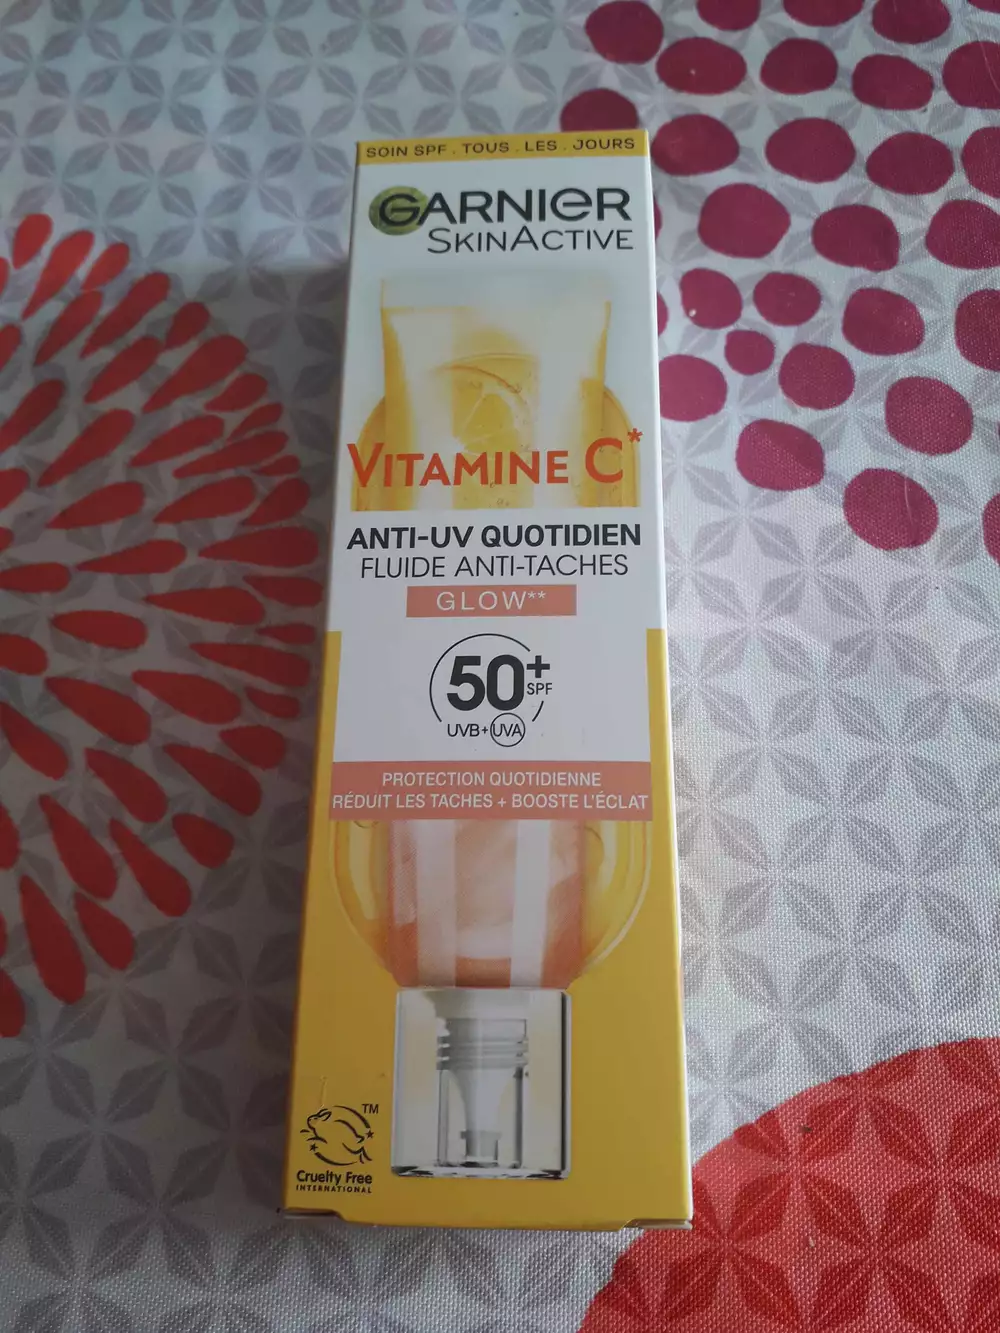 SOIN SPF . TOUS . LES . JOURS
GARNIER
SKINACTIVE
VITAMINE C*
ANTI-UV QUOTIDIEN
FLUIDE ANTI-TACHES
GLOW**
50+
SPF
UVB+UVA
PROTECTION QUOTIDIENNE
RÉDUIT LES TACHES + BOOSTE L'ÉCLAT
TM
Cruelty Free
INTERNATIONAL